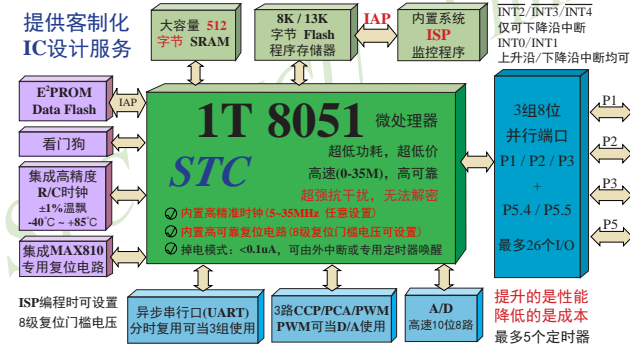 提供客制化
IC设计服务
大容量 512
字节 SRAM
8K / 13K
字节 Flash
程序存储器
IAP
内置系统
ISP
监控程序
INT2/INT3/INT4
仅可下降沿中断
INT0/INT1
上升沿/下降沿中断均可
E²PROM
Data Flash
IAP
看门狗
集成高精度
R/C时钟
±1%温飘
-40℃ ~ +85℃
集成MAX810
专用复位电路
1T 8051 微处理器
STC
超低功耗，超低价
高速(0-35M)，高可靠
超强抗干扰，无法解密
内置高精准时钟(5-35MHz 任意设置)
内置高可靠复位电路(8级复位门槛电压可设置)
掉电模式：<0.1uA，可由外中断或专用定时器唤醒
3组8位
并行端口
P1 / P2 / P3
+
P5.4 / P5.5
最多26个I/O
P1
P2
P3
P5
ISP编程时可设置
8级复位门槛电压
异步串行口(UART)
分时复用可当3组使用
3路CCP/PCA/PWM
PWM可当D/A使用
A/D
高速10位8路
提升的是性能
降低的是成本
最多5个定时器